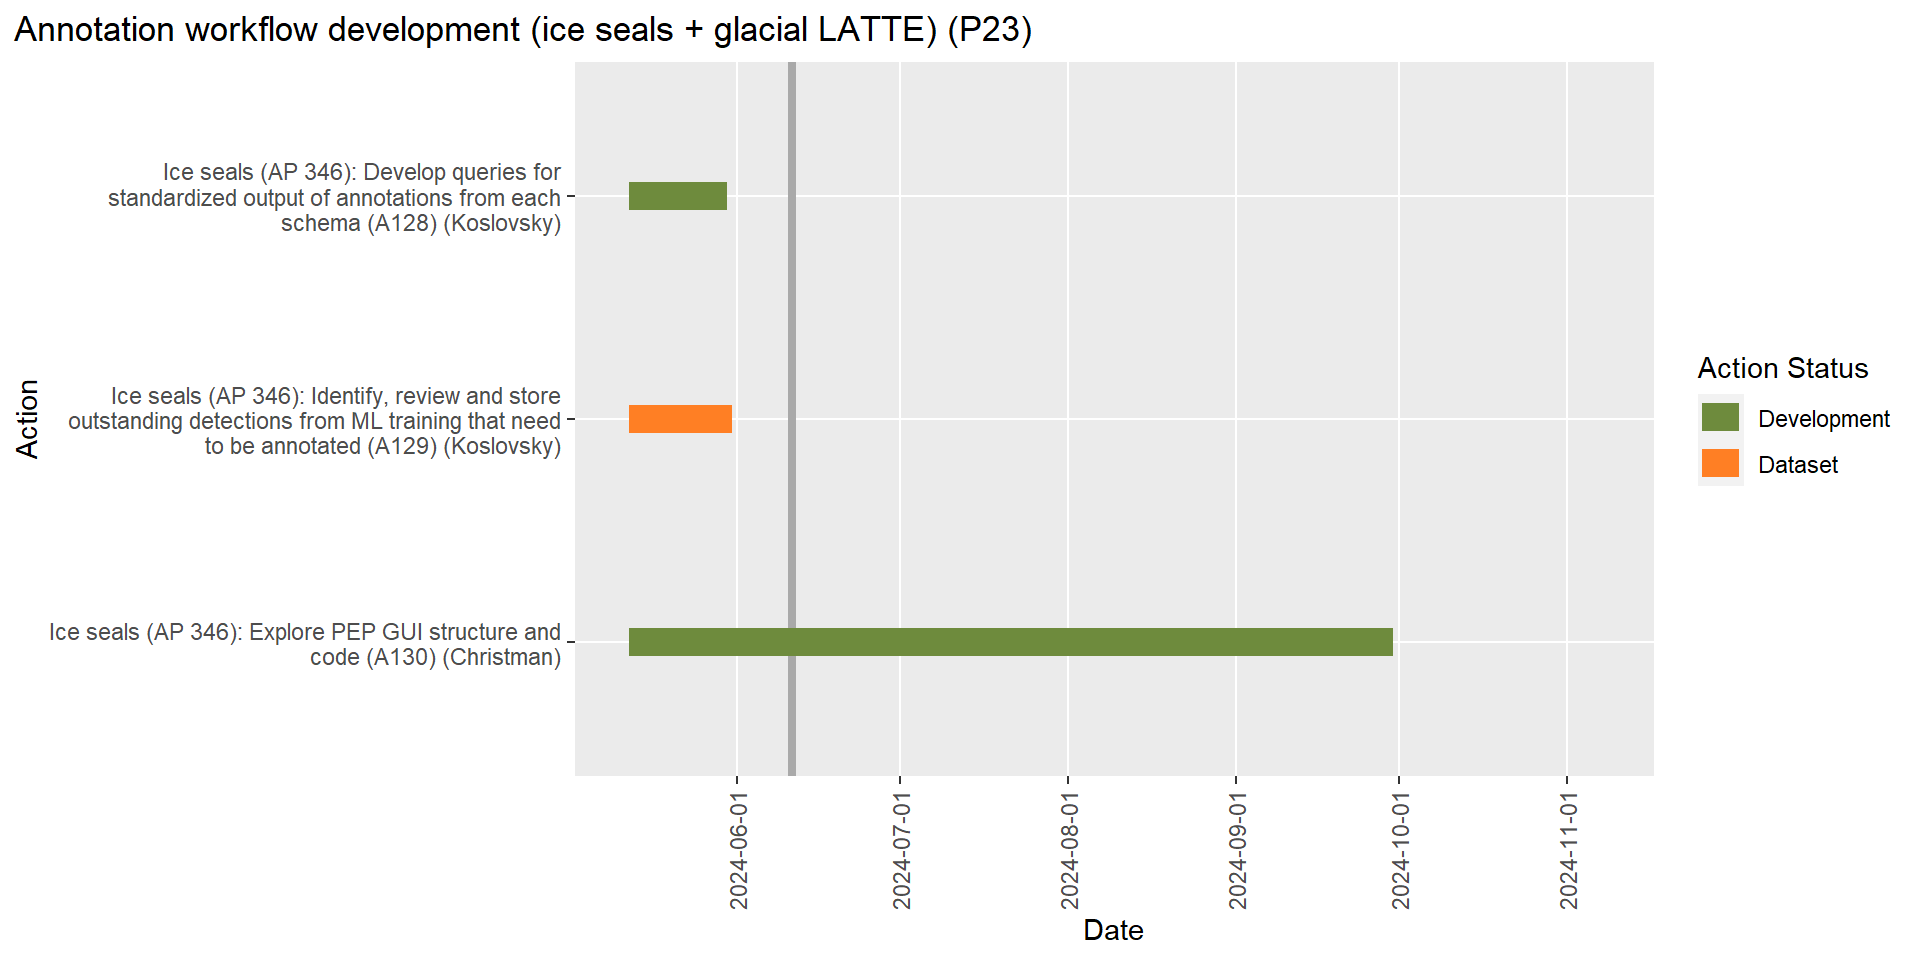 Annotation workflow development (ice seals + glacial LATTE) (P23)
Ice seals (AP 346): Develop queries for
standardized output of annotations from each
schema (A128) (Koslovsky)
Ice seals (AP 346): Identify, review and store
outstanding detections from ML training that need
to be annotated (A129) (Koslovsky)
Ice seals (AP 346): Explore PEP GUI structure and
code (A130) (Christman)
Action
2024-06-01
2024-07-01
2024-08-01
2024-09-01
2024-10-01
2024-11-01
Date
Action Status
Development
Dataset